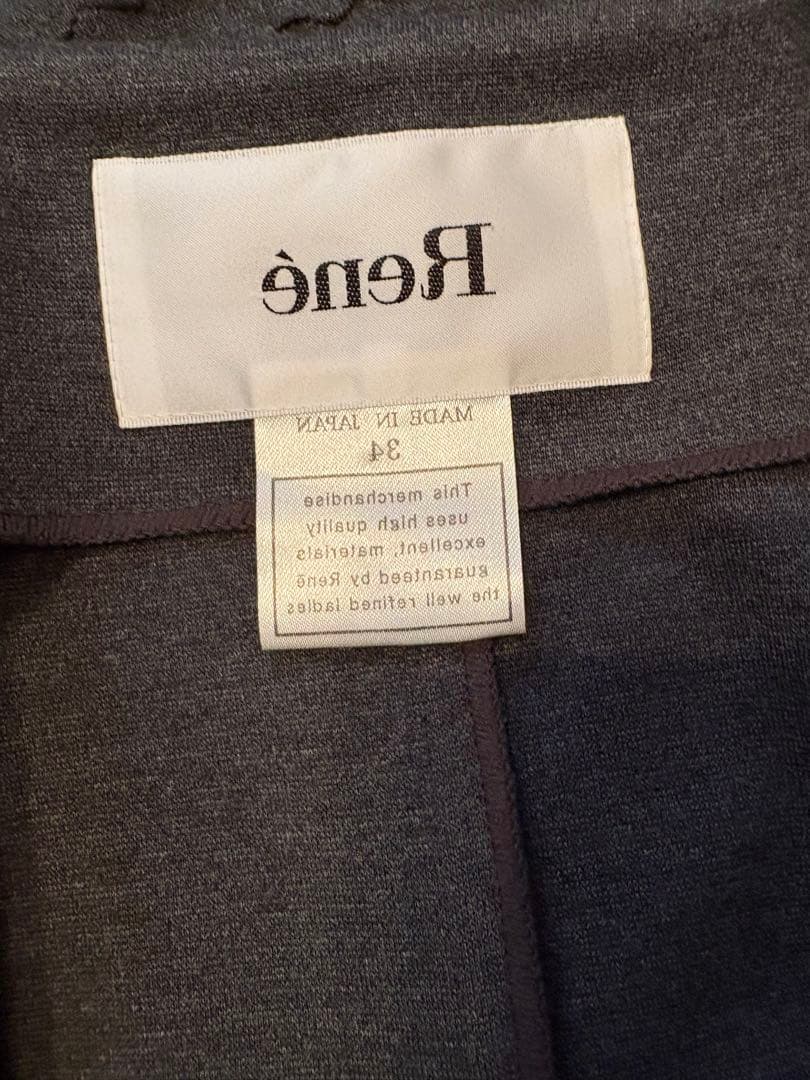 René
MADE IN JAPAN
34
This merchandise
uses high quality
excellent, materials
guaranteed by René
the well refined ladies